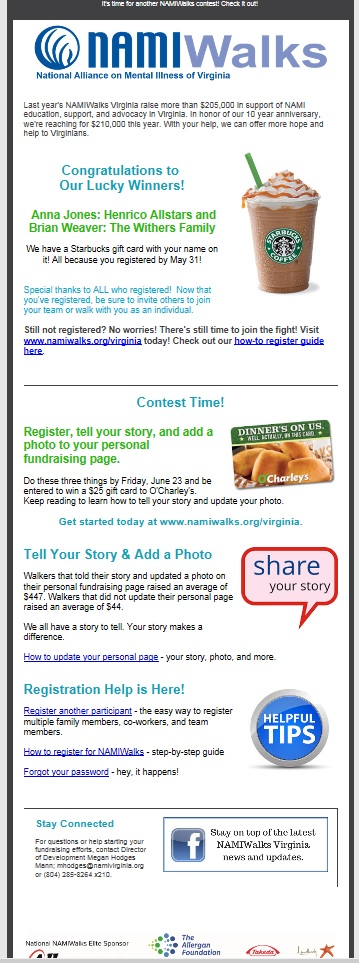 It's time for another NAMIWalks contest! Check it out!
NAMIWalks
National Alliance on Mental Illness of Virginia
Last year's NAMIWalks Virginia raise more than $205,000 in support of NAMI
education, support, and advocacy in Virginia. In honor of our 10 year anniversary,
we're reaching for $210,000 this year. With your help, we can offer more hope and
help to Virginians.
Congratulations to
Our Lucky Winners!
Anna Jones: Henrico Allstars and
Brian Weaver: The Withers Family
We have a Starbucks gift card with your name on
it! All because you registered by May 31!
STARBUCKS
COFFEE
Special thanks to ALL who registered! Now that
you've registered, be sure to invite others to join
your team or walk with you as an individual.
Still not registered? No worries! There's still time to join the fight! Visit
www.namiwalks.org/virginia today! Check out our how-to register guide
here.
Contest Time!
Register, tell your story, and add a
photo to your personal
fundraising page.
DINNER'S ON US.
WELL, ACTUALLY, ON THIS CARD.
O'Charley's
Do these three things by Friday, June 23 and be
entered to win a $25 gift card to O'Charley's.
Keep reading to learn how to tell your story and update your photo.
Get started today at www.namiwalks.org/virginia.
Tell Your Story & Add a Photo
Walkers that told their story and updated a photo on
their personal fundraising page raised an average of
$447. Walkers that did not update their personal page
raised an average of $44.
share
your story
We all have a story to tell. Your story makes a
difference.
How to update your personal page - your story, photo, and more.
Registration Help is Here!
Register another participant - the easy way to register
multiple family members, co-workers, and team
members.
HELPFUL
TIPS
How to register for NAMIWalks - step-by-step guide
Forgot your password - hey, it happens!
Stay Connected
For questions or help starting your
fundraising efforts, contact Director
of Development Megan Hodges
Mann; mhodges@namivirginia.org
or (804) 285-8264 x210.
f
Stay on top of the latest
NAMIWalks Virginia
news and updates.
National NAMIWalks Elite Sponsor
The
Allergan
Foundation
Takeda